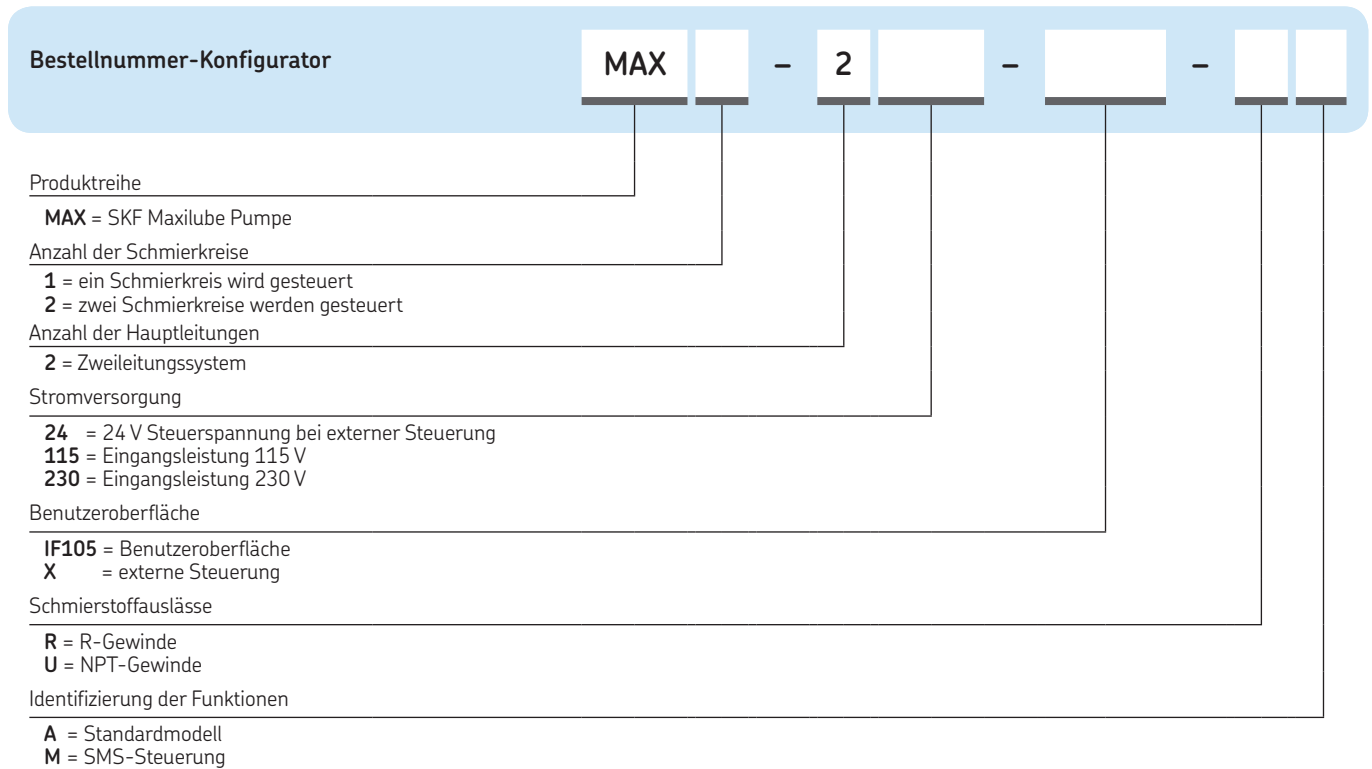 Bestellnummer-Konfigurator MAX – 2 – –
Produktreihe
MAX = SKF Maxilube Pumpe
Anzahl der Schmierkreise
1 = ein Schmierkreis wird gesteuert
2 = zwei Schmierkreise werden gesteuert
Anzahl der Hauptleitungen
2 = Zweileitungssystem
Stromversorgung
24 = 24 V Steuerspannung bei externer Steuerung
115 = Eingangsleistung 115 V
230 = Eingangsleistung 230 V
Benutzeroberfläche
IF105 = Benutzeroberfläche
X = externe Steuerung
Schmierstoffauslässe
R = R-Gewinde
U = NPT-Gewinde
Identifizierung der Funktionen
A = Standardmodell
M = SMS-Steuerung